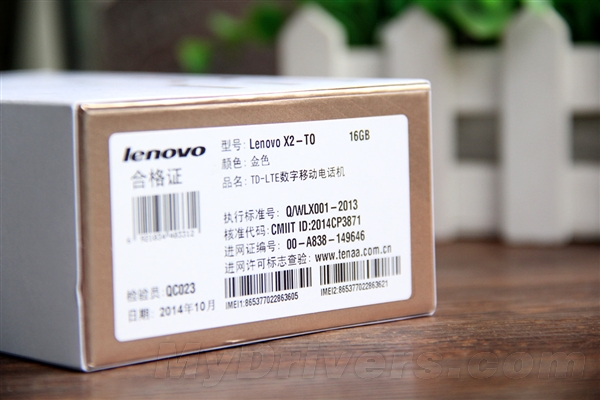 lenovo
合格证
6 901834 403312
检验员: QC023
日期: 2014年10月
型号: Lenovo X2-TO 16GB
颜色: 金色
品名: TD-LTE数字移动电话机
执行标准号: Q/WLX001-2013
核准代码: CMIIT ID:2014CP3871
进网证编号: 00-A838-149646
进网许可标志查验: www.tenaa.com.cn
IMEI1:865377022863605
IMEI2:865377022863621
MyDrivers.com